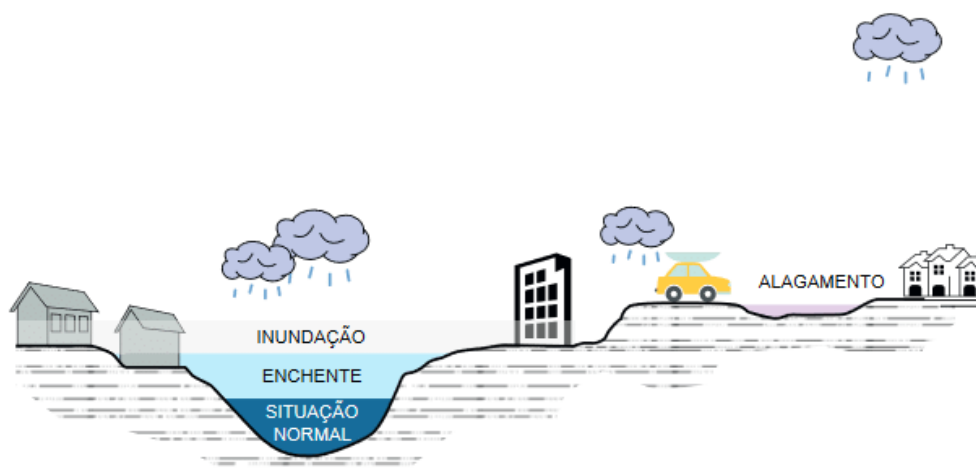 ALAGAMENTO
INUNDAÇÃO
ENCHENTE
SITUAÇÃO
NORMAL